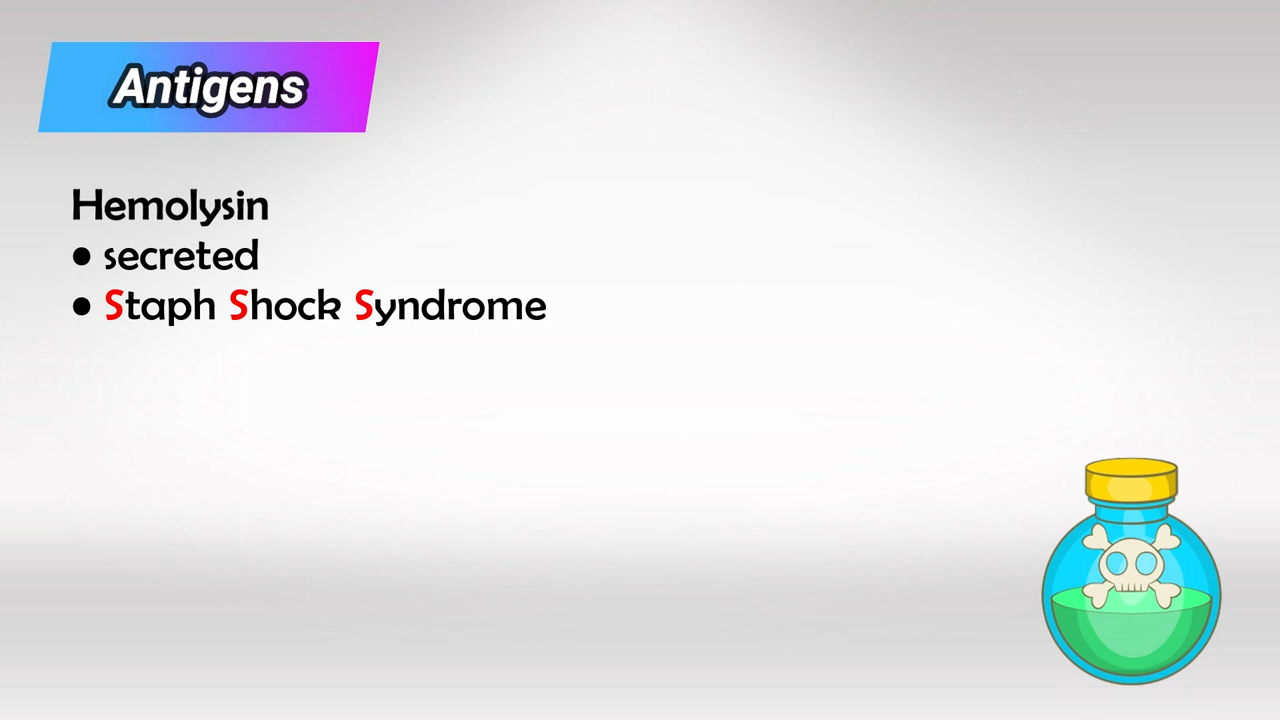 Antigens
Hemolysin
• secreted
• Staph Shock Syndrome